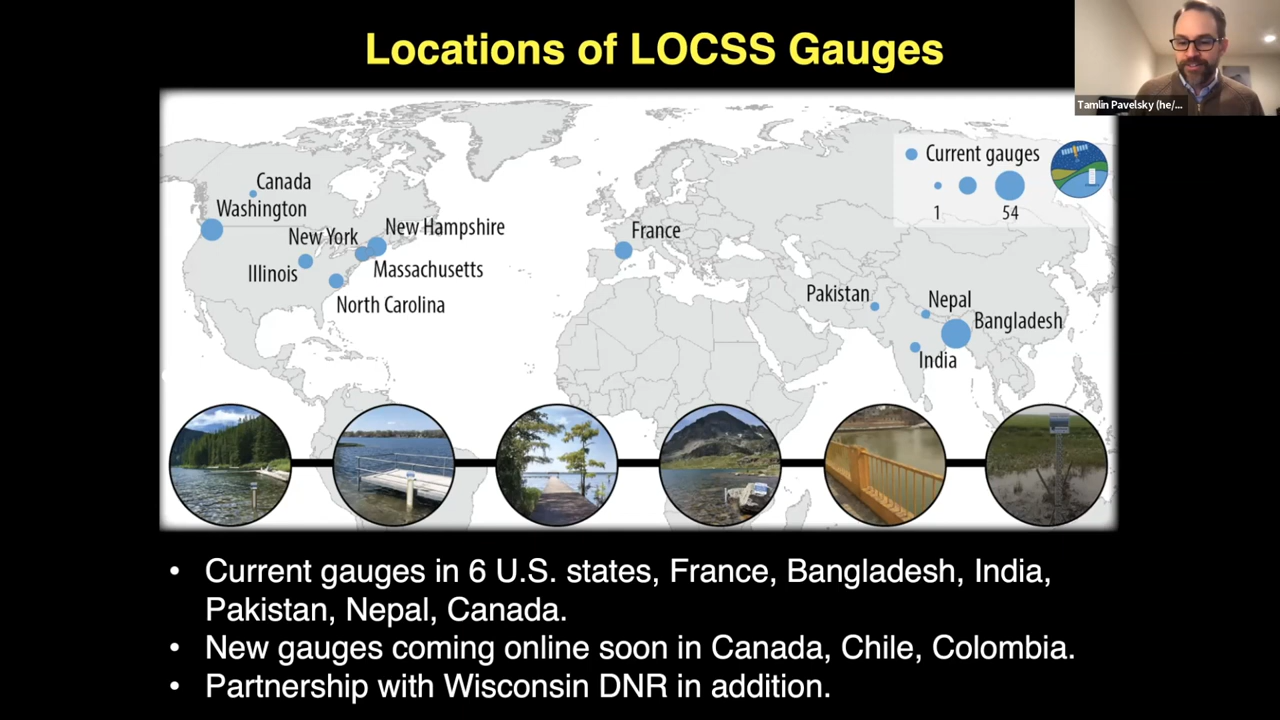 Locations of LOCSS Gauges
Tamlin Pavelsky (he/...
Current gauges
1
54
Canada
Washington
New York
New Hampshire
Illinois
Massachusetts
North Carolina
France
Pakistan
Nepal
Bangladesh
India
• Current gauges in 6 U.S. states, France, Bangladesh, India,
Pakistan, Nepal, Canada.
• New gauges coming online soon in Canada, Chile, Colombia.
• Partnership with Wisconsin DNR in addition.